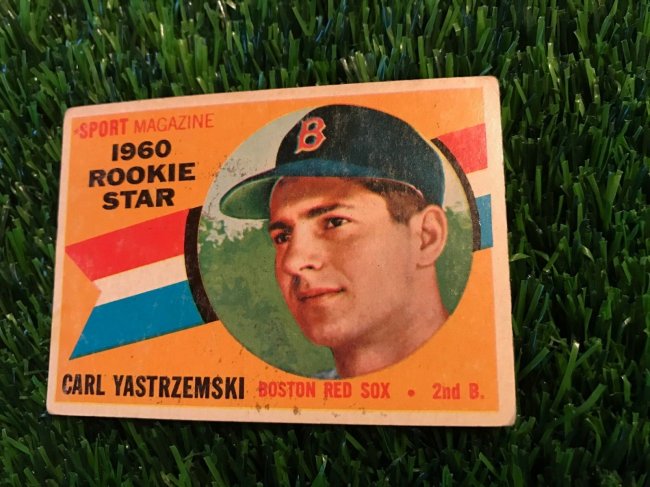 SPORT MAGAZINE
1960
ROOKIE
STAR
B
CARL YASTRZEMSKI BOSTON RED SOX • 2nd B.